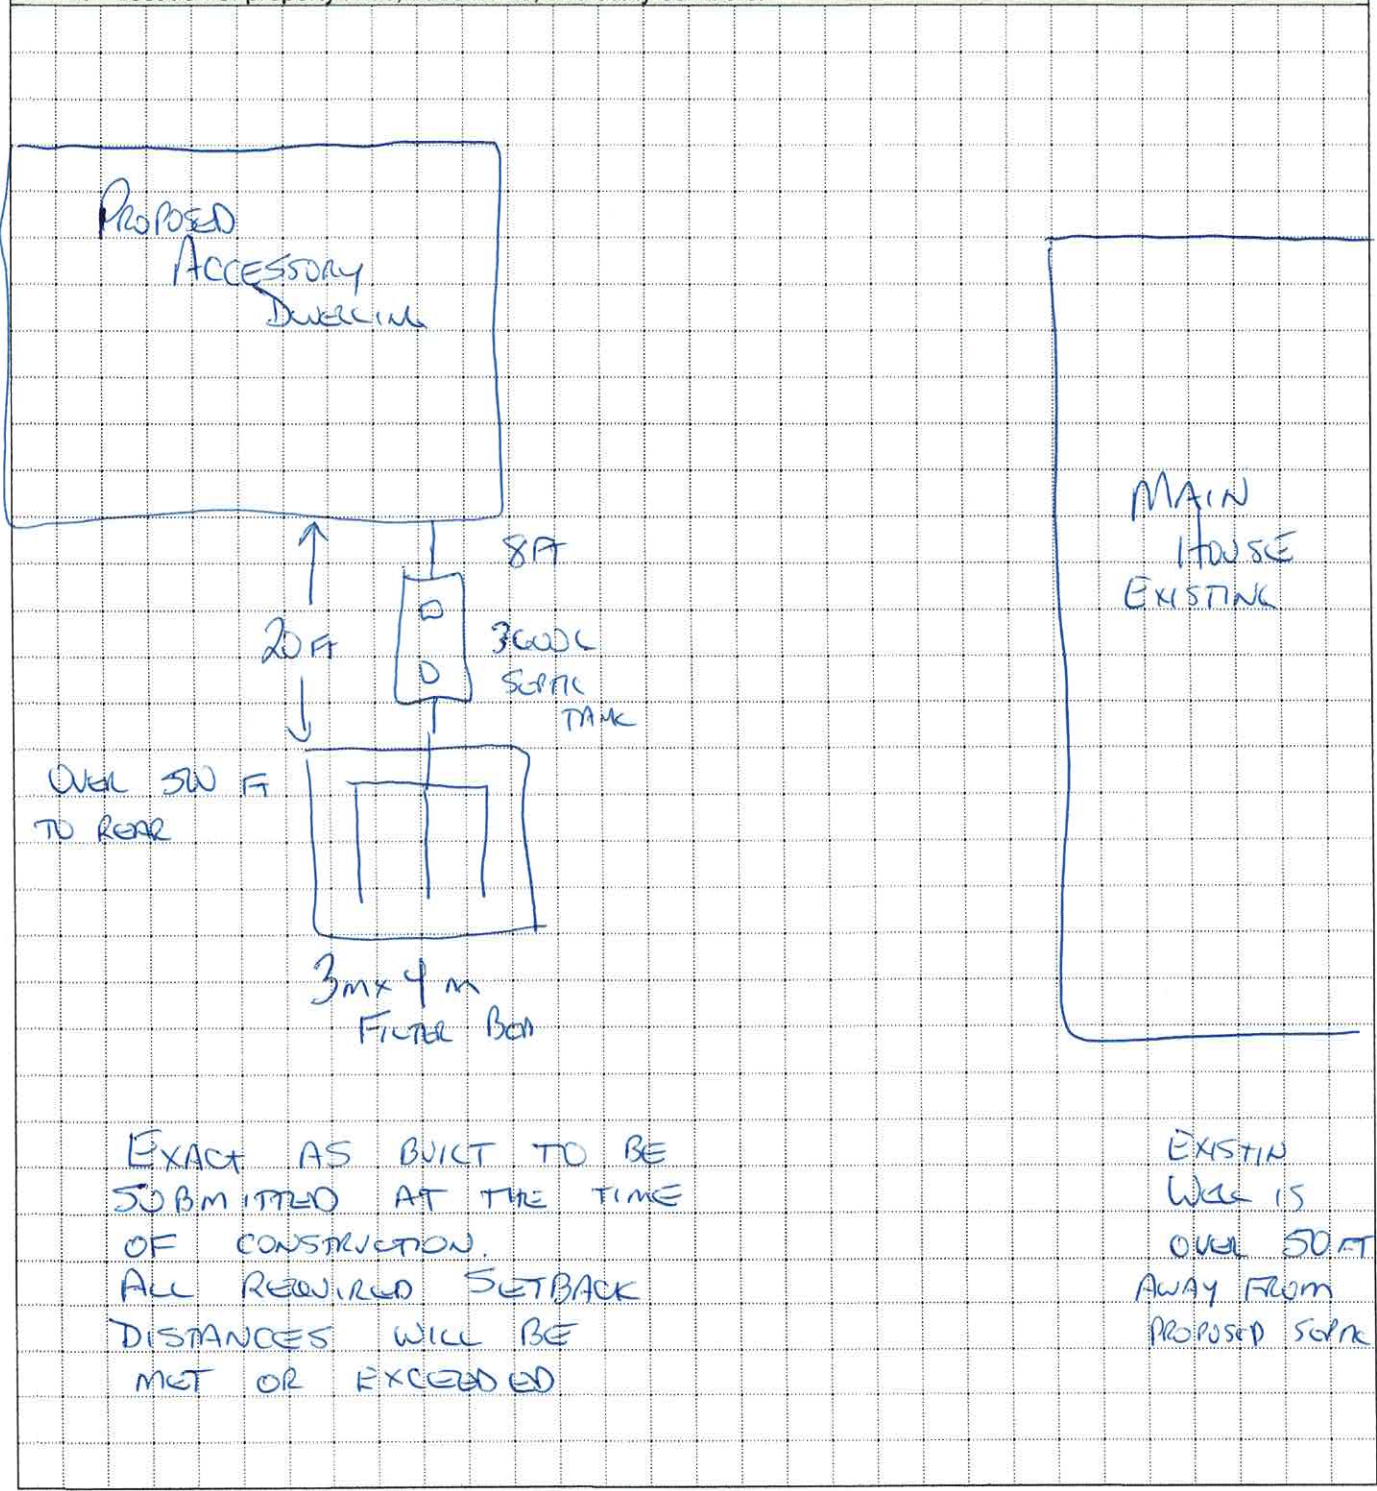 PROPOSED
ACCESSORY
DWELLING
8FT
20 FT
3600L
SEPTIC
TANK
MAIN
HOUSE
EXISTING
OVER 500 FT
TO REAR
3m x 4m
FILTER BED
EXACT AS BUILT TO BE
SUBMITTED AT THE TIME
OF CONSTRUCTION.
ALL REQUIRED SETBACK
DISTANCES WILL BE
MET OR EXCEEDED
EXISTIN
WELL IS
OVER 50 FT
AWAY FROM
PROPOSED SEPTIC